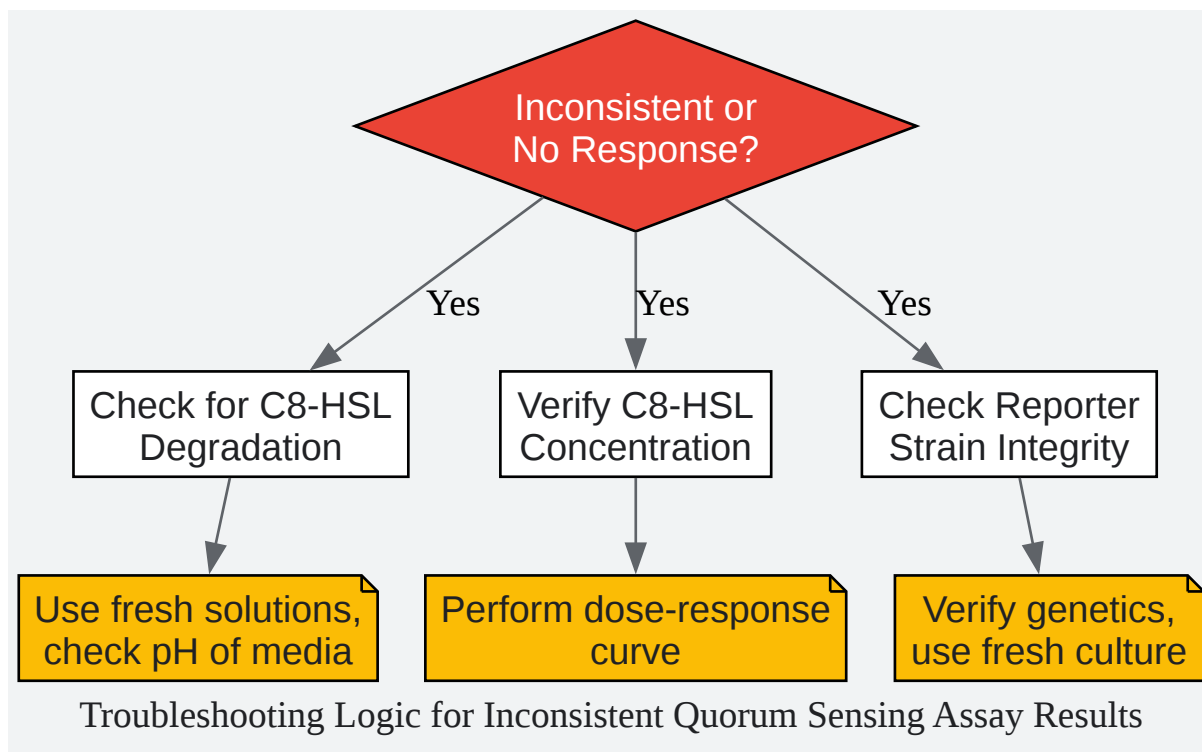 Inconsistent or
No Response?
Yes
Yes
Yes
Check for C8-HSL
Degradation
Verify C8-HSL
Concentration
Check Reporter
Strain Integrity
Use fresh solutions,
check pH of media
Perform dose-response
curve
Verify genetics,
use fresh culture
Troubleshooting Logic for Inconsistent Quorum Sensing Assay Results